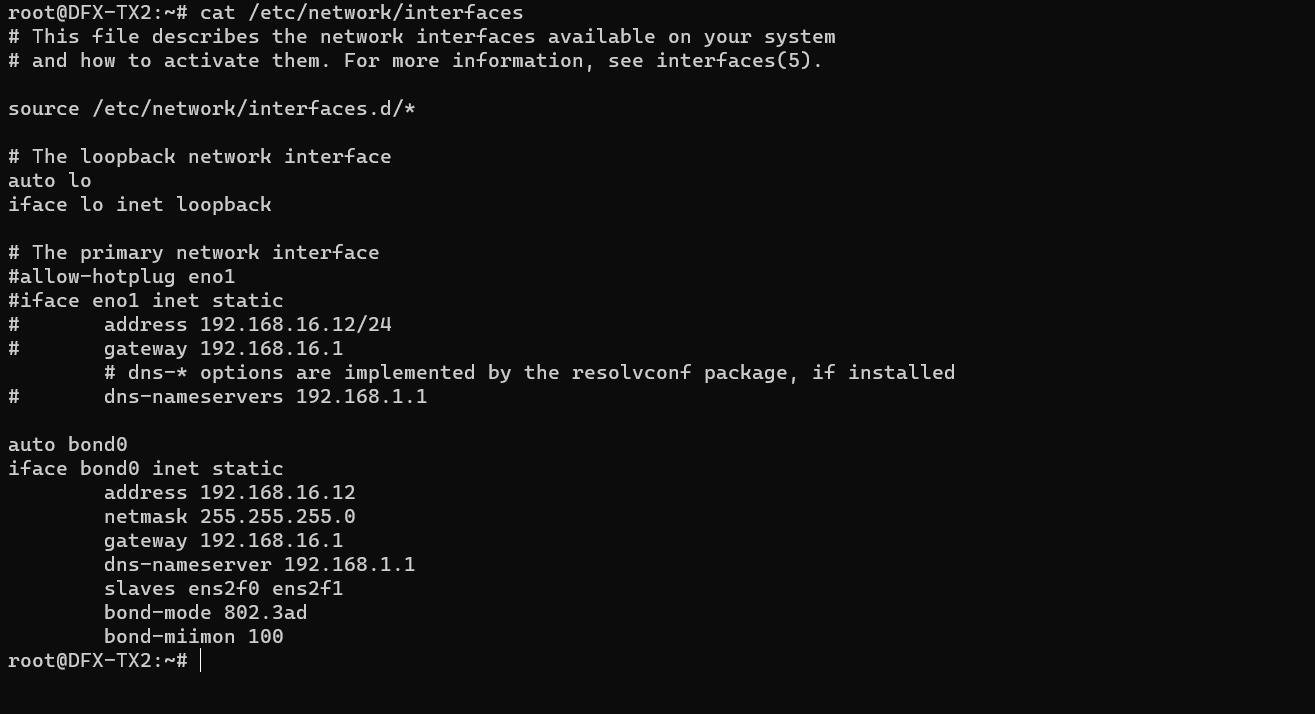 root@DFX-TX2:~# cat /etc/network/interfaces
# This file describes the network interfaces available on your system
# and how to activate them. For more information, see interfaces(5).

source /etc/network/interfaces.d/*

# The loopback network interface
auto lo
iface lo inet loopback

# The primary network interface
#allow-hotplug eno1
#iface eno1 inet static
#       address 192.168.16.12/24
#       gateway 192.168.16.1
        # dns-* options are implemented by the resolvconf package, if installed
#       dns-nameservers 192.168.1.1

auto bond0
iface bond0 inet static
        address 192.168.16.12
        netmask 255.255.255.0
        gateway 192.168.16.1
        dns-nameserver 192.168.1.1
        slaves ens2f0 ens2f1
        bond-mode 802.3ad
        bond-miimon 100
root@DFX-TX2:~#